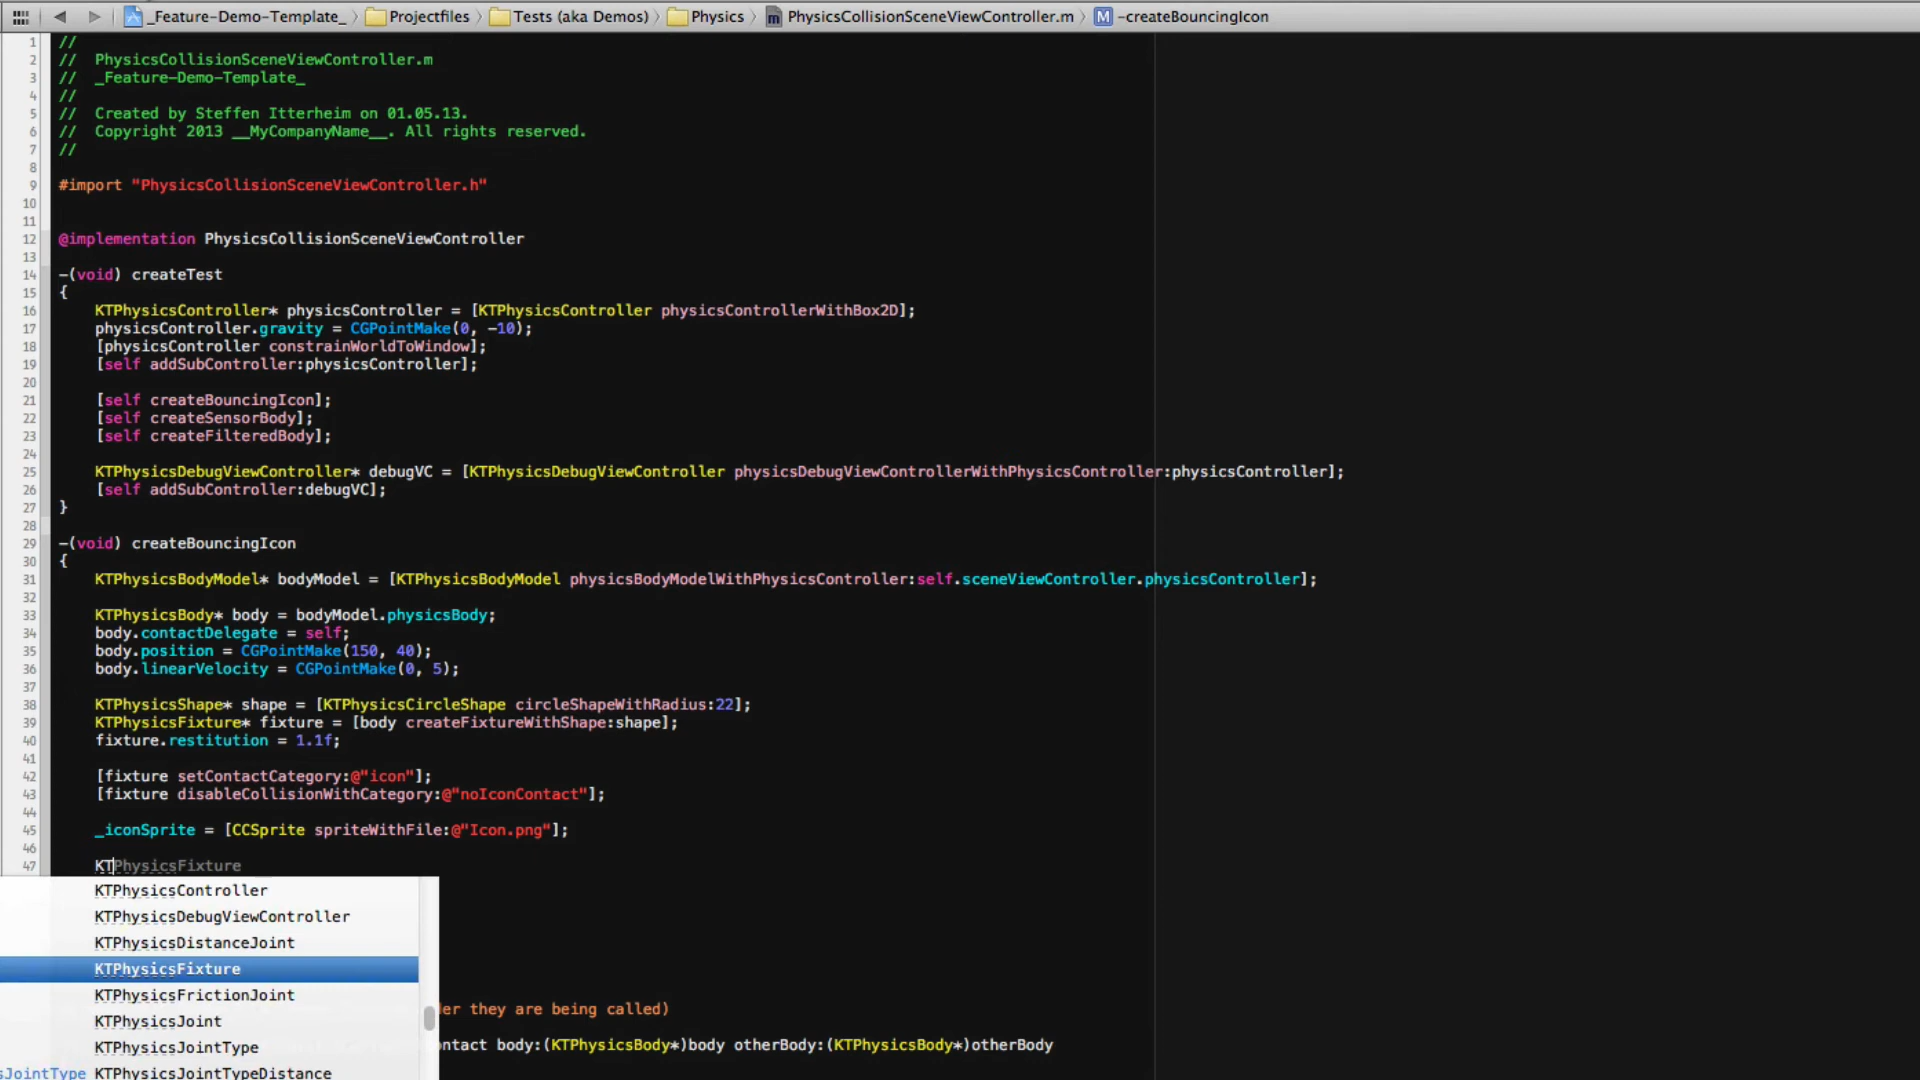 _Feature-Demo-Template_ Projectfiles Tests (aka Demos) Physics PhysicsCollisionSceneViewController.m M -createBouncingIcon
1 //
2 //  PhysicsCollisionSceneViewController.m
3 //  _Feature-Demo-Template_
4 //
5 //  Created by Steffen Itterheim on 01.05.13.
6 //  Copyright 2013 __MyCompanyName__. All rights reserved.
7 //
8
9 #import "PhysicsCollisionSceneViewController.h"
10
11
12 @implementation PhysicsCollisionSceneViewController
13
14 -(void) createTest
15 {
16 KTPhysicsController* physicsController = [KTPhysicsController physicsControllerWithBox2D];
17 physicsController.gravity = CGPointMake(0, -10);
18 [physicsController constrainWorldToWindow];
19 [self addSubController:physicsController];
20
21 [self createBouncingIcon];
22 [self createSensorBody];
23 [self createFilteredBody];
24
25 KTPhysicsDebugViewController* debugVC = [KTPhysicsDebugViewController physicsDebugViewControllerWithPhysicsController:physicsController];
26 [self addSubController:debugVC];
27 }
28
29 -(void) createBouncingIcon
30 {
31 KTPhysicsBodyModel* bodyModel = [KTPhysicsBodyModel physicsBodyModelWithPhysicsController:self.sceneViewController.physicsController];
32
33 KTPhysicsBody* body = bodyModel.physicsBody;
34 body.contactDelegate = self;
35 body.position = CGPointMake(150, 40);
36 body.linearVelocity = CGPointMake(0, 5);
37
38 KTPhysicsShape* shape = [KTPhysicsCircleShape circleShapeWithRadius:22];
39 KTPhysicsFixture* fixture = [body createFixtureWithShape:shape];
40 fixture.restitution = 1.1f;
41
42 [fixture setContactCategory:@"icon"];
43 [fixture disableCollisionWithCategory:@"noIconContact"];
44
45 _iconSprite = [CCSprite spriteWithFile:@"Icon.png"];
46
47 KTPhysicsFixture
KTPhysicsController
KTPhysicsDebugViewController
KTPhysicsDistanceJoint
KTPhysicsFixture
KTPhysicsFrictionJoint
der they are being called)
KTPhysicsJoint
KTPhysicsJointType
ontact body:(KTPhysicsBody*)body otherBody:(KTPhysicsBody*)otherBody
sJointType KTPhysicsJointTypeDistance